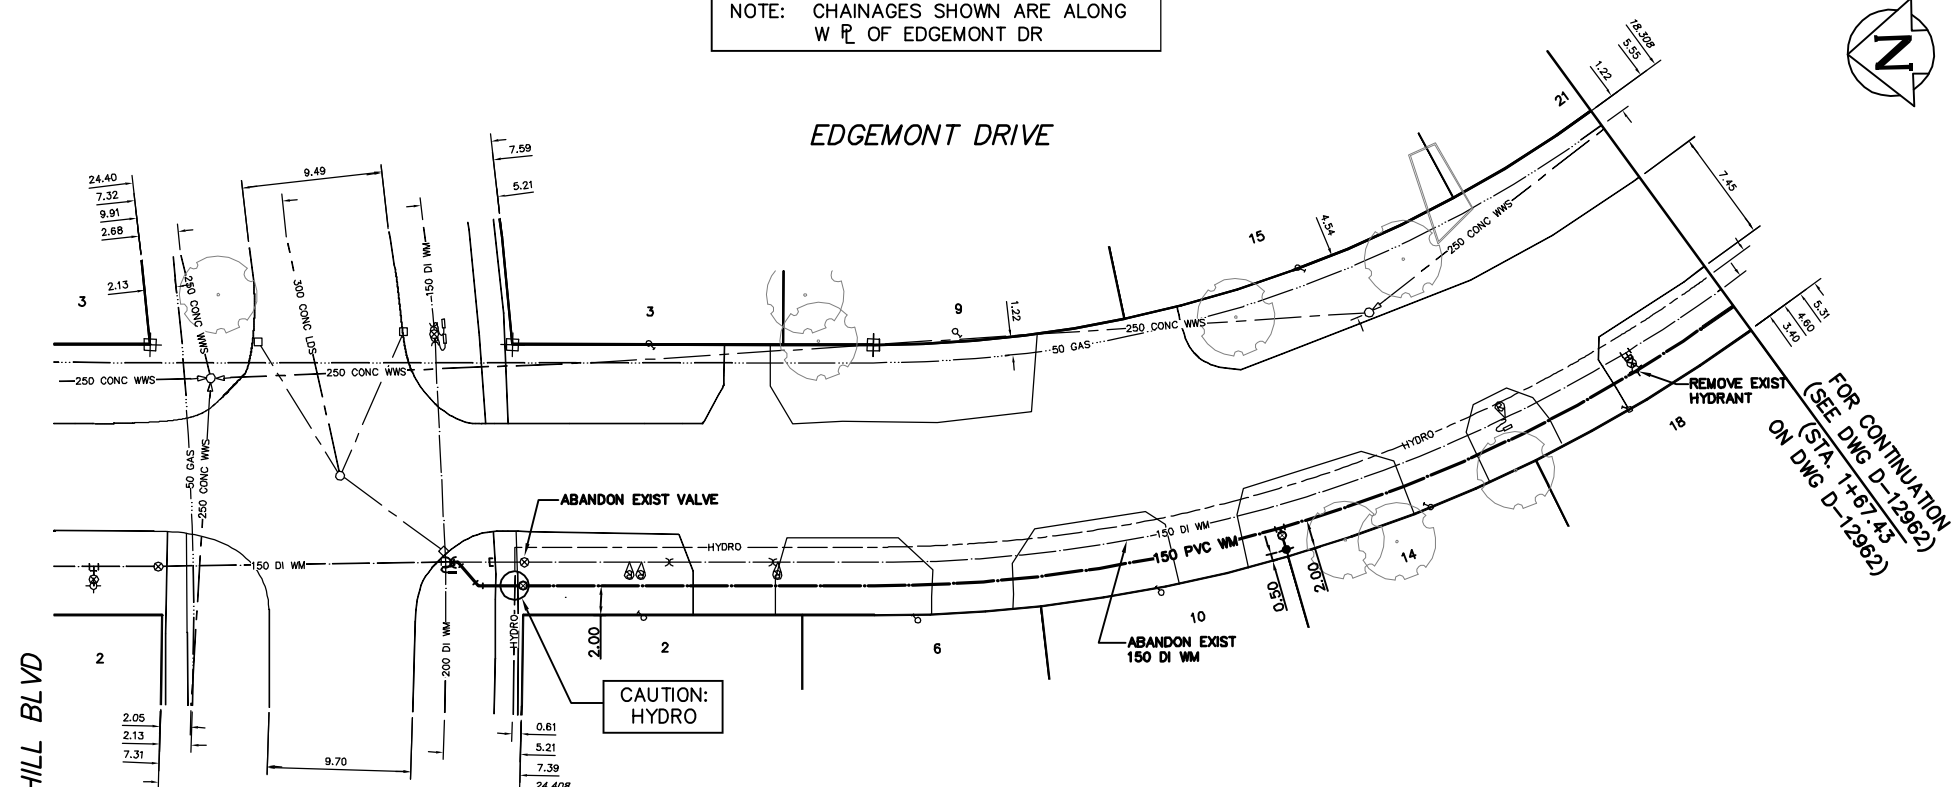 NOTE: CHAINAGES SHOWN ARE ALONG
W PL OF EDGEMONT DR
N
EDGEMONT DRIVE
18.308
5.55
1.22
21
7.59
5.21
9.49
24.40
7.32
9.91
2.68
2.13
3
7.45
4.54
15
250 CONC WWS
150 DI WM
250 CONC WWS
300 CONC LDS
3
9
1.22
250 CONC WWS
50 GAS
250 CONC WWS
250 CONC WWS
5.31
4.60
3.40
REMOVE EXIST
HYDRANT
18
FOR CONTINUATION
(SEE DWG D-12962)
(STA. 1+67.43
ON DWG D-12962)
HYDRO
50 GAS
250 CONC WWS
ABANDON EXIST VALVE
HYDRO
150 DI WM
150 PVC WM
14
150 DI WM
0.50
2.00
10
ABANDON EXIST
150 DI WM
200 DI WM
HYDRO
2.00
2
2
6
CAUTION:
HYDRO
HILL BLVD
2.05
2.13
7.31
9.70
0.61
5.21
7.39
24.408